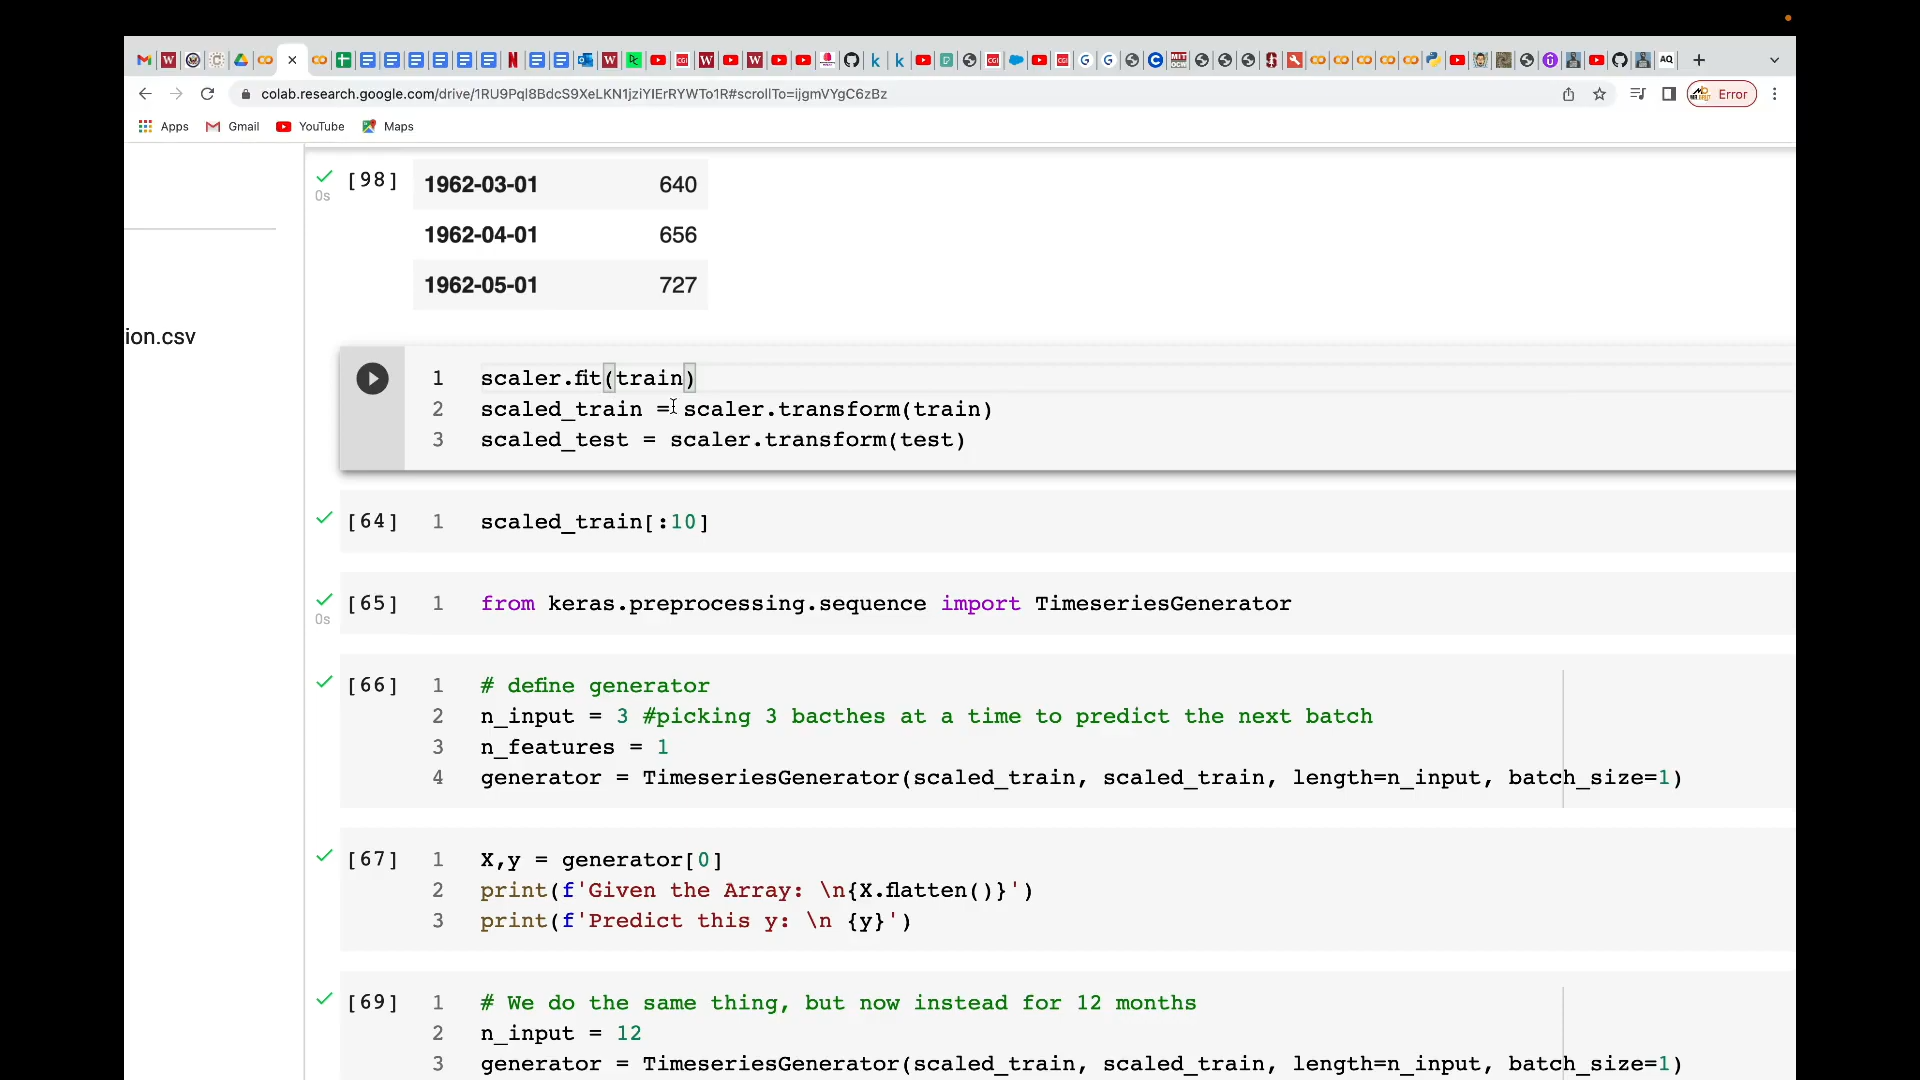 colab.research.google.com/drive/1RU9Pql8BdcS9XeLKN1jziYIErRYWTo1R#scrollTo=ijgmVYgC6zBz
Error
Apps Gmail YouTube Maps
[98] 1962-03-01 640
0s
1962-04-01 656
1962-05-01 727
ion.csv
1 scaler.fit(train)
2 scaled_train = scaler.transform(train)
3 scaled_test = scaler.transform(test)
[64] 1 scaled_train[:10]
[65] 1 from keras.preprocessing.sequence import TimeseriesGenerator
0s
[66] 1 # define generator
2 n_input = 3 #picking 3 bacthes at a time to predict the next batch
3 n_features = 1
4 generator = TimeseriesGenerator(scaled_train, scaled_train, length=n_input, batch_size=1)
[67] 1 X,y = generator[0]
2 print(f'Given the Array: \n{X.flatten()}')
3 print(f'Predict this y: \n {y}')
[69] 1 # We do the same thing, but now instead for 12 months
2 n_input = 12
3 generator = TimeseriesGenerator(scaled_train, scaled_train, length=n_input, batch_size=1)